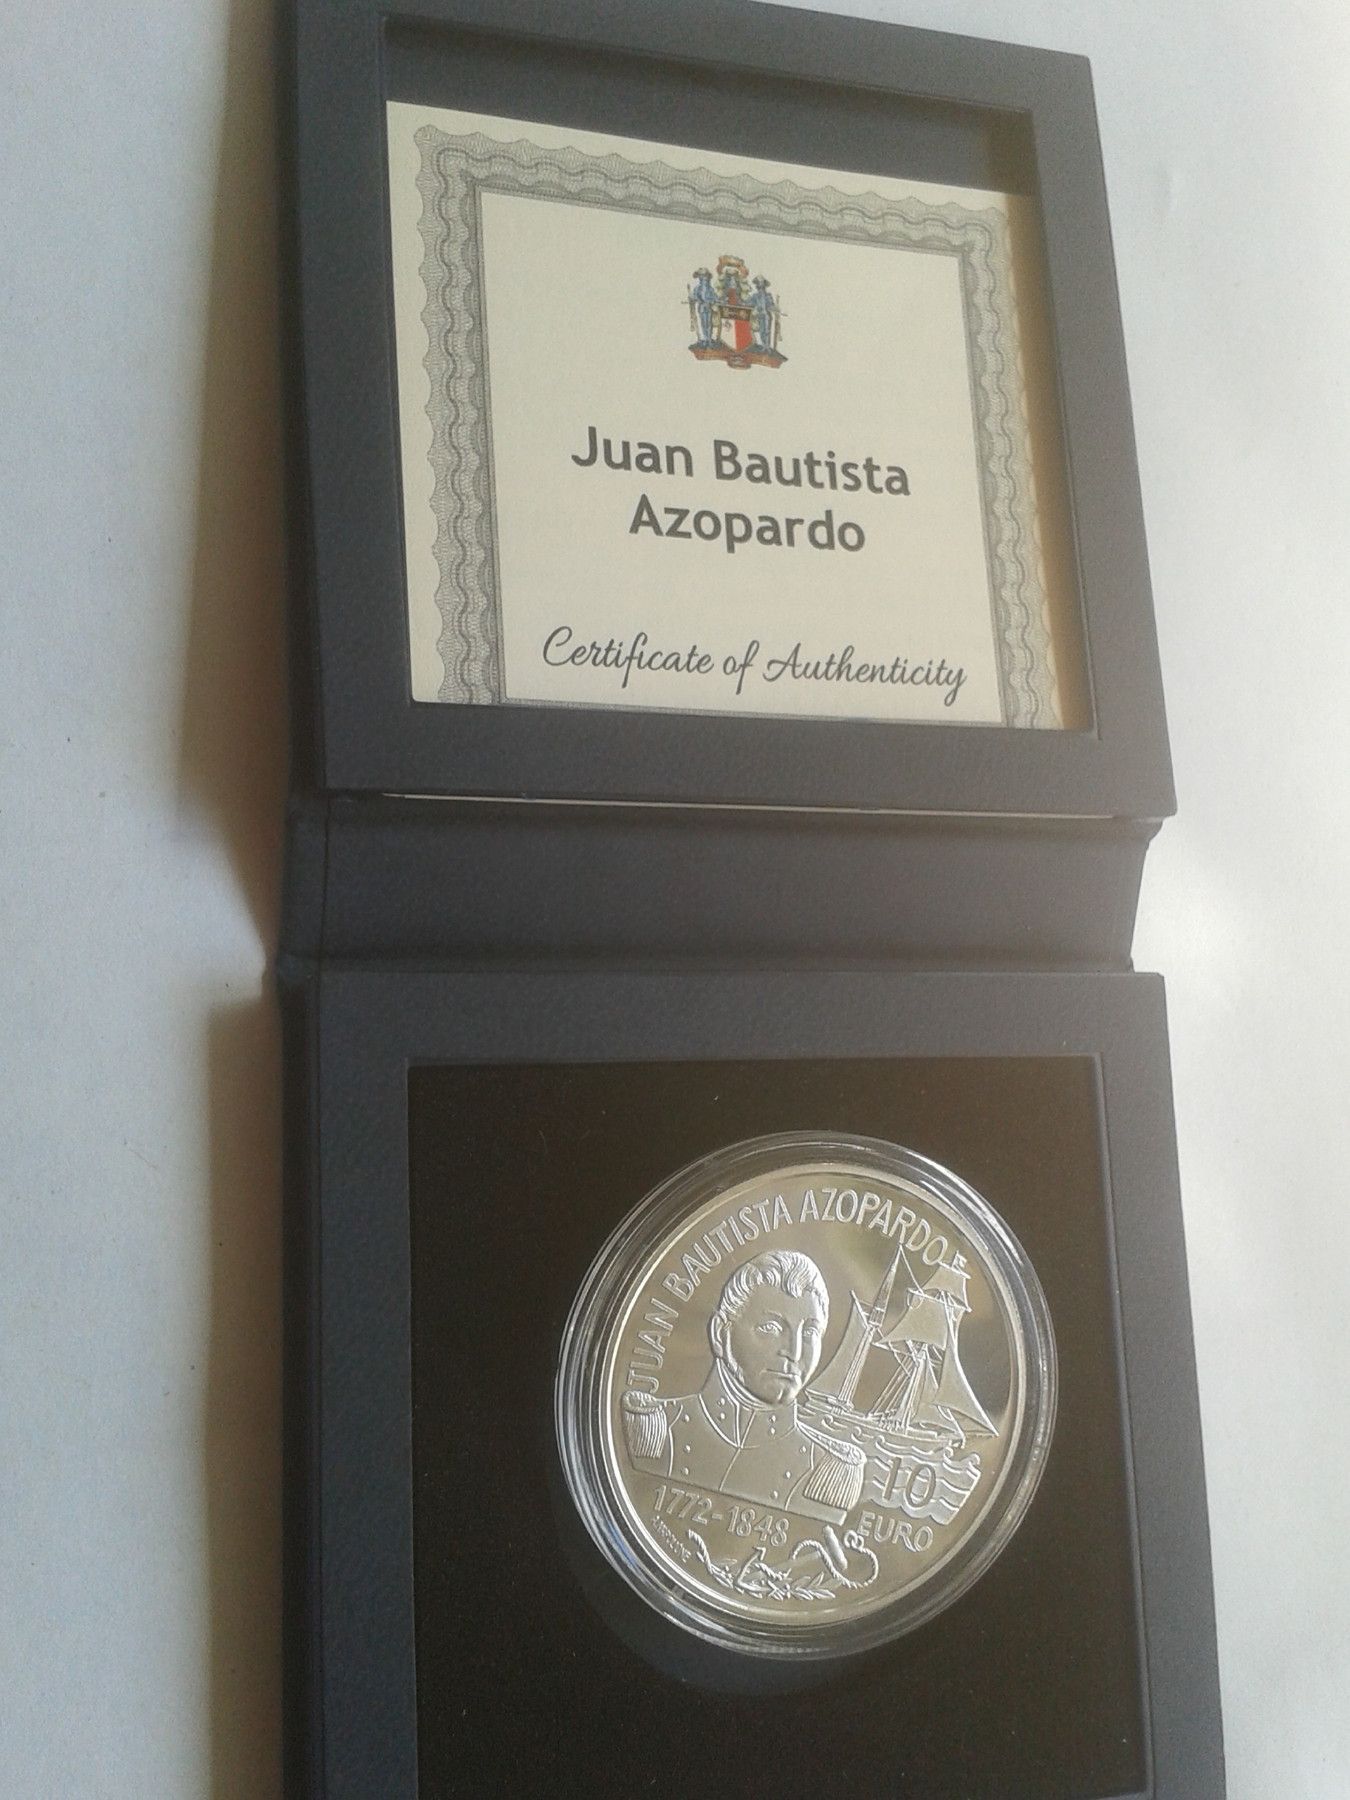 Juan Bautista
Azopardo
Certificate of Authenticity
JUAN BAUTISTA AZOPARDO
10
EURO
1772-1848